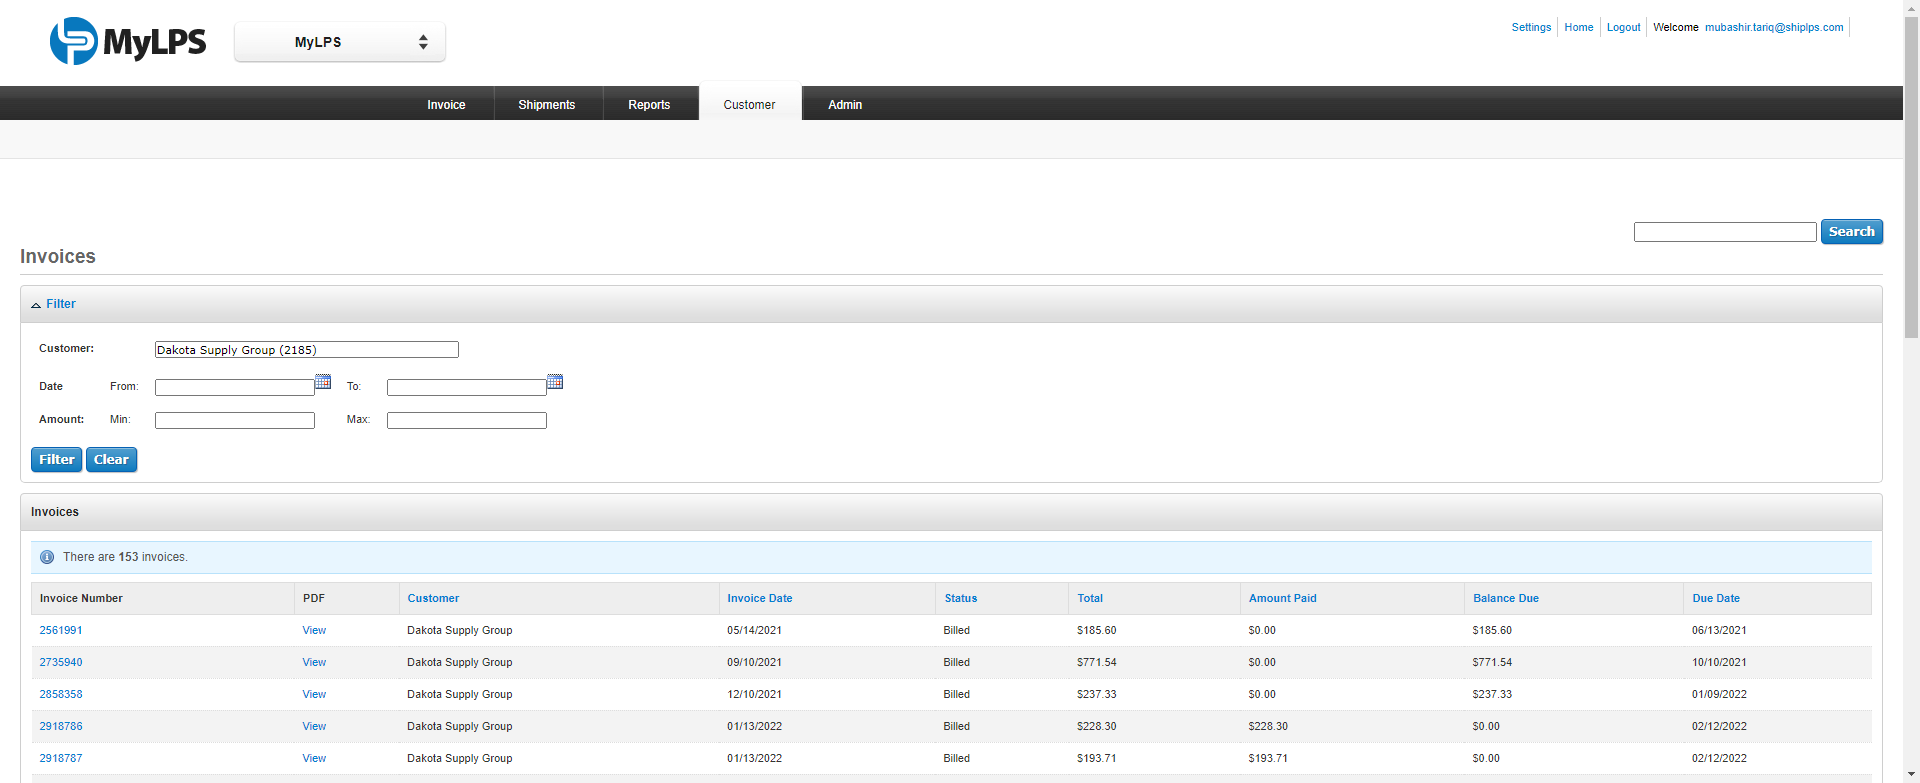 MyLPS
MyLPS
Settings Home Logout Welcome mubashir.tariq@shiplps.com
Invoice Shipments Reports Customer Admin
Search
Invoices
Filter
Customer: Dakota Supply Group (2185)
Date From: To:
Amount: Min: Max:
Filter Clear
Invoices
There are 153 invoices.
Invoice Number PDF Customer Invoice Date Status Total Amount Paid Balance Due Due Date
2561991 View Dakota Supply Group 05/14/2021 Billed $185.60 $0.00 $185.60 06/13/2021
2735940 View Dakota Supply Group 09/10/2021 Billed $771.54 $0.00 $771.54 10/10/2021
2858358 View Dakota Supply Group 12/10/2021 Billed $237.33 $0.00 $237.33 01/09/2022
2918786 View Dakota Supply Group 01/13/2022 Billed $228.30 $228.30 $0.00 02/12/2022
2918787 View Dakota Supply Group 01/13/2022 Billed $193.71 $193.71 $0.00 02/12/2022